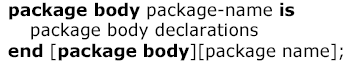 package body package-name is
package body declarations
end [package body][package name];